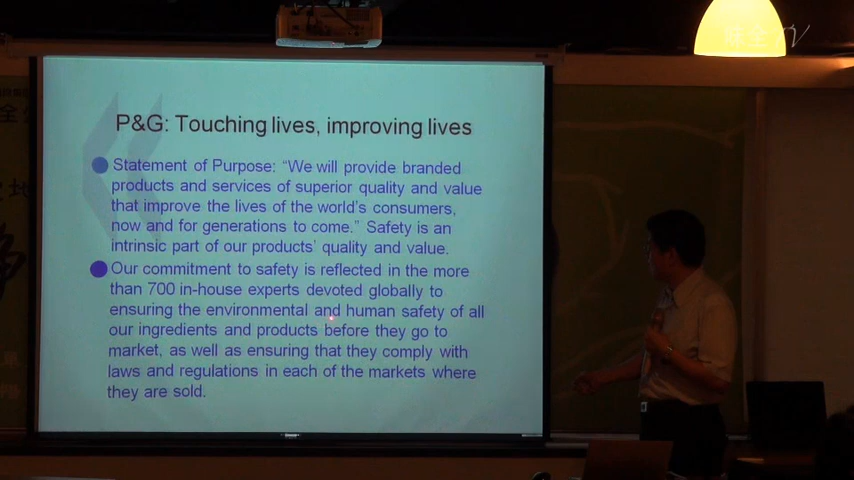 P&G: Touching lives, improving lives
Statement of Purpose: “We will provide branded
products and services of superior quality and value
that improve the lives of the world’s consumers,
now and for generations to come.” Safety is an
intrinsic part of our products’ quality and value.
Our commitment to safety is reflected in the more
than 700 in-house experts devoted globally to
ensuring the environmental and human safety of all
our ingredients and products before they go to
market, as well as ensuring that they comply with
laws and regulations in each of the markets where
they are sold.